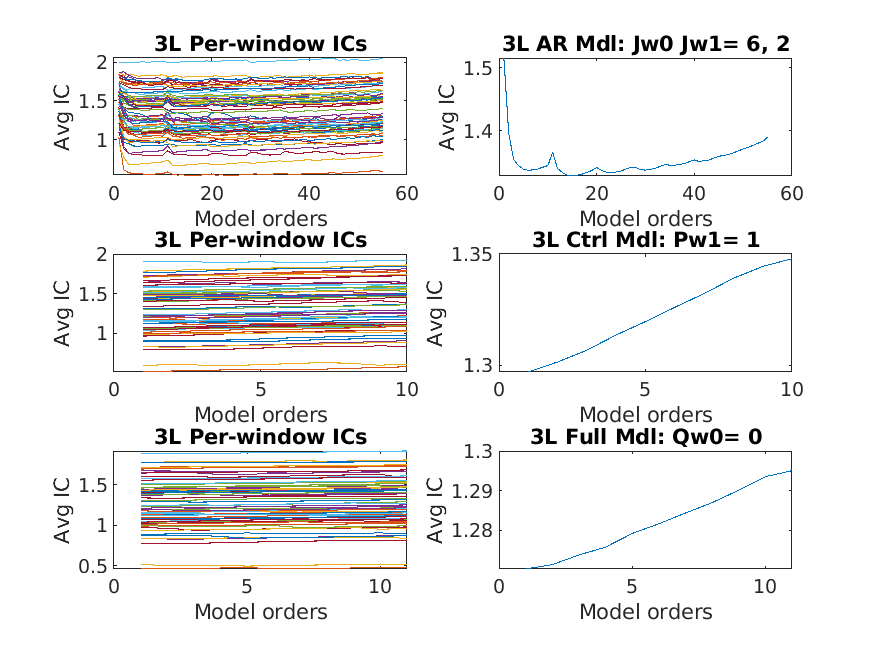 3L Per-window ICs
2
1.5
1
Avg IC
0
20
40
60
Model orders
3L AR Mdl: Jw0 Jw1= 6, 2
1.5
1.4
Avg IC
0
20
40
60
Model orders
3L Per-window ICs
2
1.5
1
Avg IC
0
5
10
Model orders
3L Ctrl Mdl: Pw1= 1
1.35
1.3
Avg IC
0
5
10
Model orders
3L Per-window ICs
1.5
1
0.5
Avg IC
0
5
10
Model orders
3L Full Mdl: Qw0= 0
1.3
1.29
1.28
Avg IC
0
5
10
Model orders